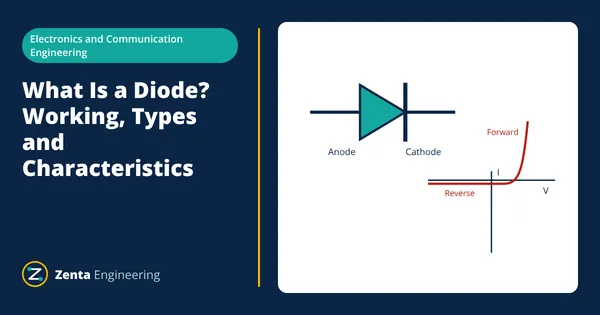 Electronics and Communication
Engineering
What Is a Diode?
Working, Types
and
Characteristics
Zenta Engineering
Anode
Cathode
Forward
I
V
Reverse